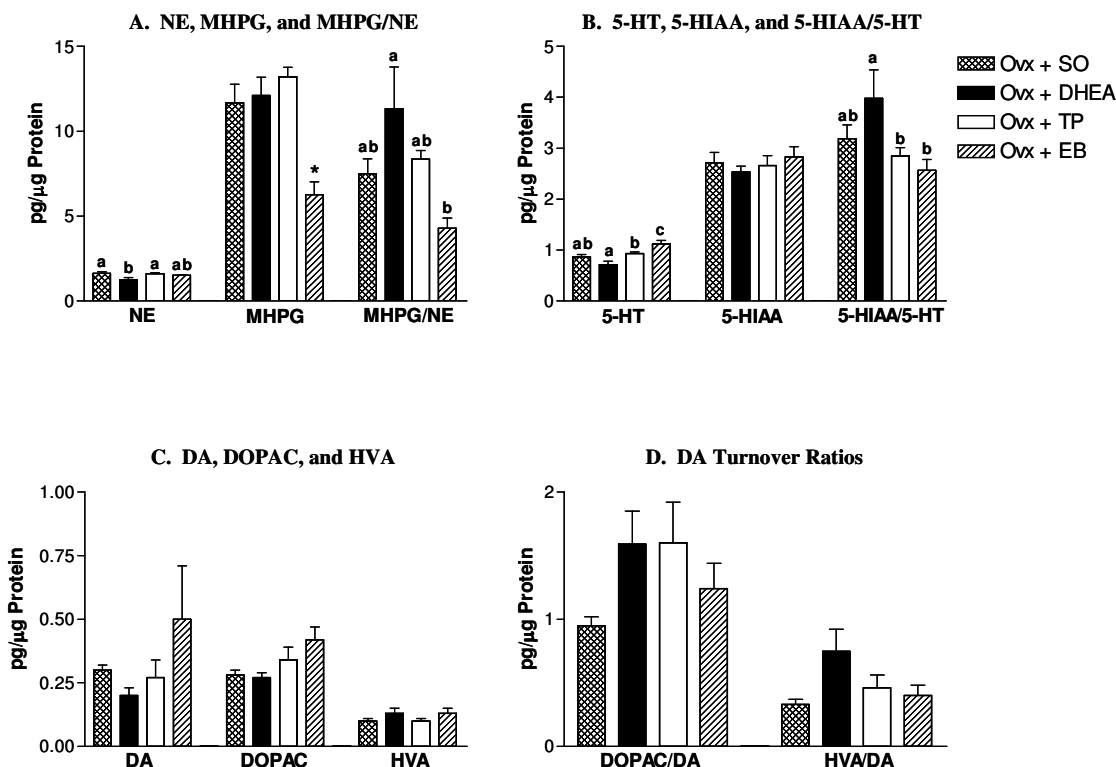 A. NE, MHPG, and MHPG/NE
B. 5-HT, 5-HIAA, and 5-HIAA/5-HT
Ovx + SO
Ovx + DHEA
Ovx + TP
Ovx + EB
15
10
5
0
pg/µg Protein
a b a ab
*
ab a ab b
NE MHPG MHPG/NE
5
4
3
2
1
0
pg/µg Protein
ab a b c
ab a b b
5-HT 5-HIAA 5-HIAA/5-HT
C. DA, DOPAC, and HVA
1.00
0.75
0.50
0.25
0.00
pg/µg Protein
DA DOPAC HVA
D. DA Turnover Ratios
2
1
0
pg/µg Protein
DOPAC/DA HVA/DA